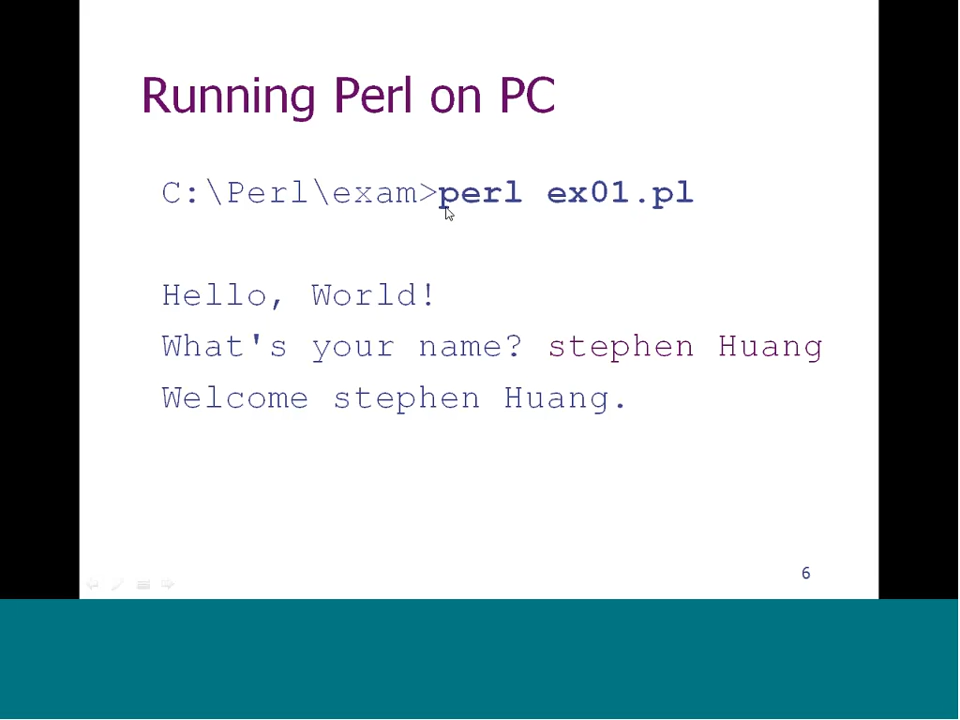 Running Perl on PC
C:\Perl\exam>perl ex01.pl
Hello, World!
What's your name? stephen Huang
Welcome stephen Huang.
6